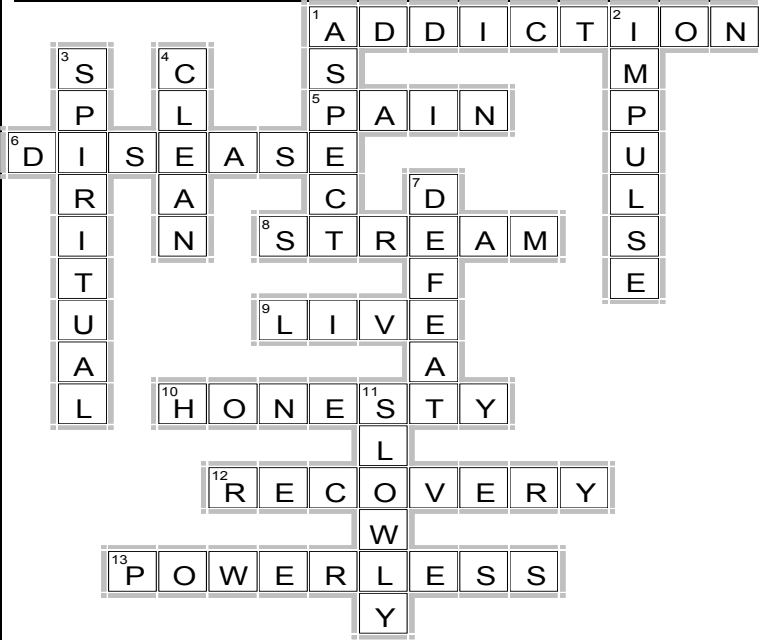 1 A D D I C T 2 I O N
3 S 4 C S M
P L 5 P A I N P
6 D I S E A S E U
R A C 7 D L
I N 8 S T R E A M S
T F E
U 9 L I V E
A A
L 10 H O N E 11 S T Y
L
12 R E C O V E R Y
W
13 P O W E R L E S S
Y